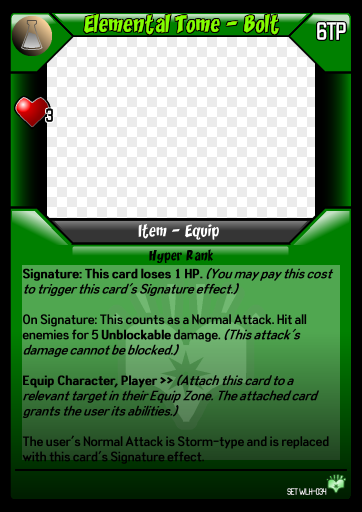 Elemental Tome - Bolt
6TP
3
Item - Equip
Hyper Rank
Signature: This card loses 1 HP. (You may pay this cost
to trigger this card's Signature effect.)
On Signature: This counts as a Normal Attack. Hit all
enemies for 5 Unblockable damage. (This attack's
damage cannot be blocked.)
Equip Character, Player >> (Attach this card to a
relevant target in their Equip Zone. The attached card
grants the user its abilities.)
The user's Normal Attack is Storm-type and is replaced
with this card's Signature effect.
SET WLH-034